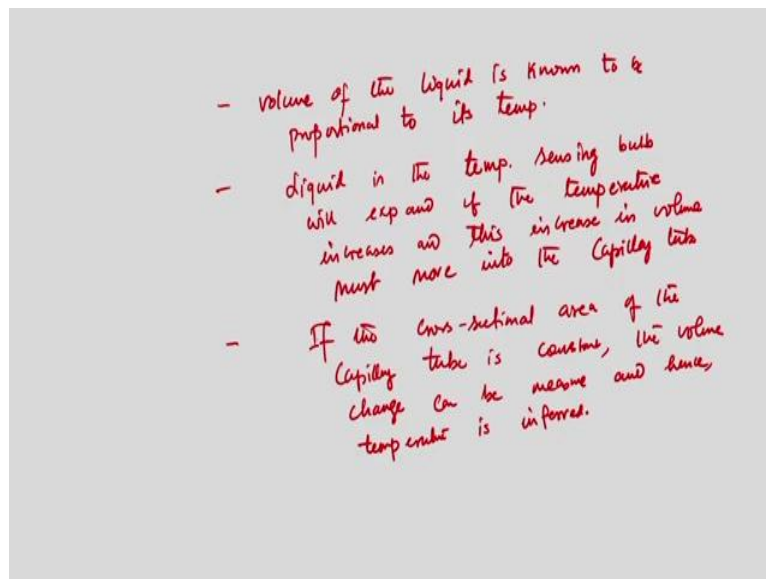 - volume of the liquid is known to be
proportional to its temp.
- Liquid in the temp. sensing bulb
will expand if the temperature
increases and this increase in volume
must move into the Capillary tube
- If the cross-sectional area of the
Capillary tube is constant, the volume
change can be measure and hence,
temperature is inferred.